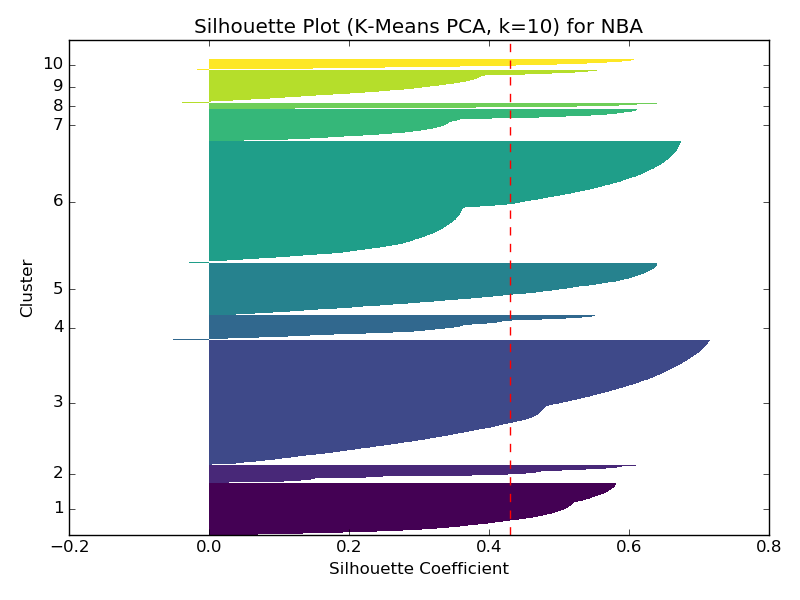 Silhouette Plot (K-Means PCA, k=10) for NBA
10
9
8
7
6
5
4
3
2
1
Cluster
−0.2 0.0 0.2 0.4 0.6 0.8
Silhouette Coefficient